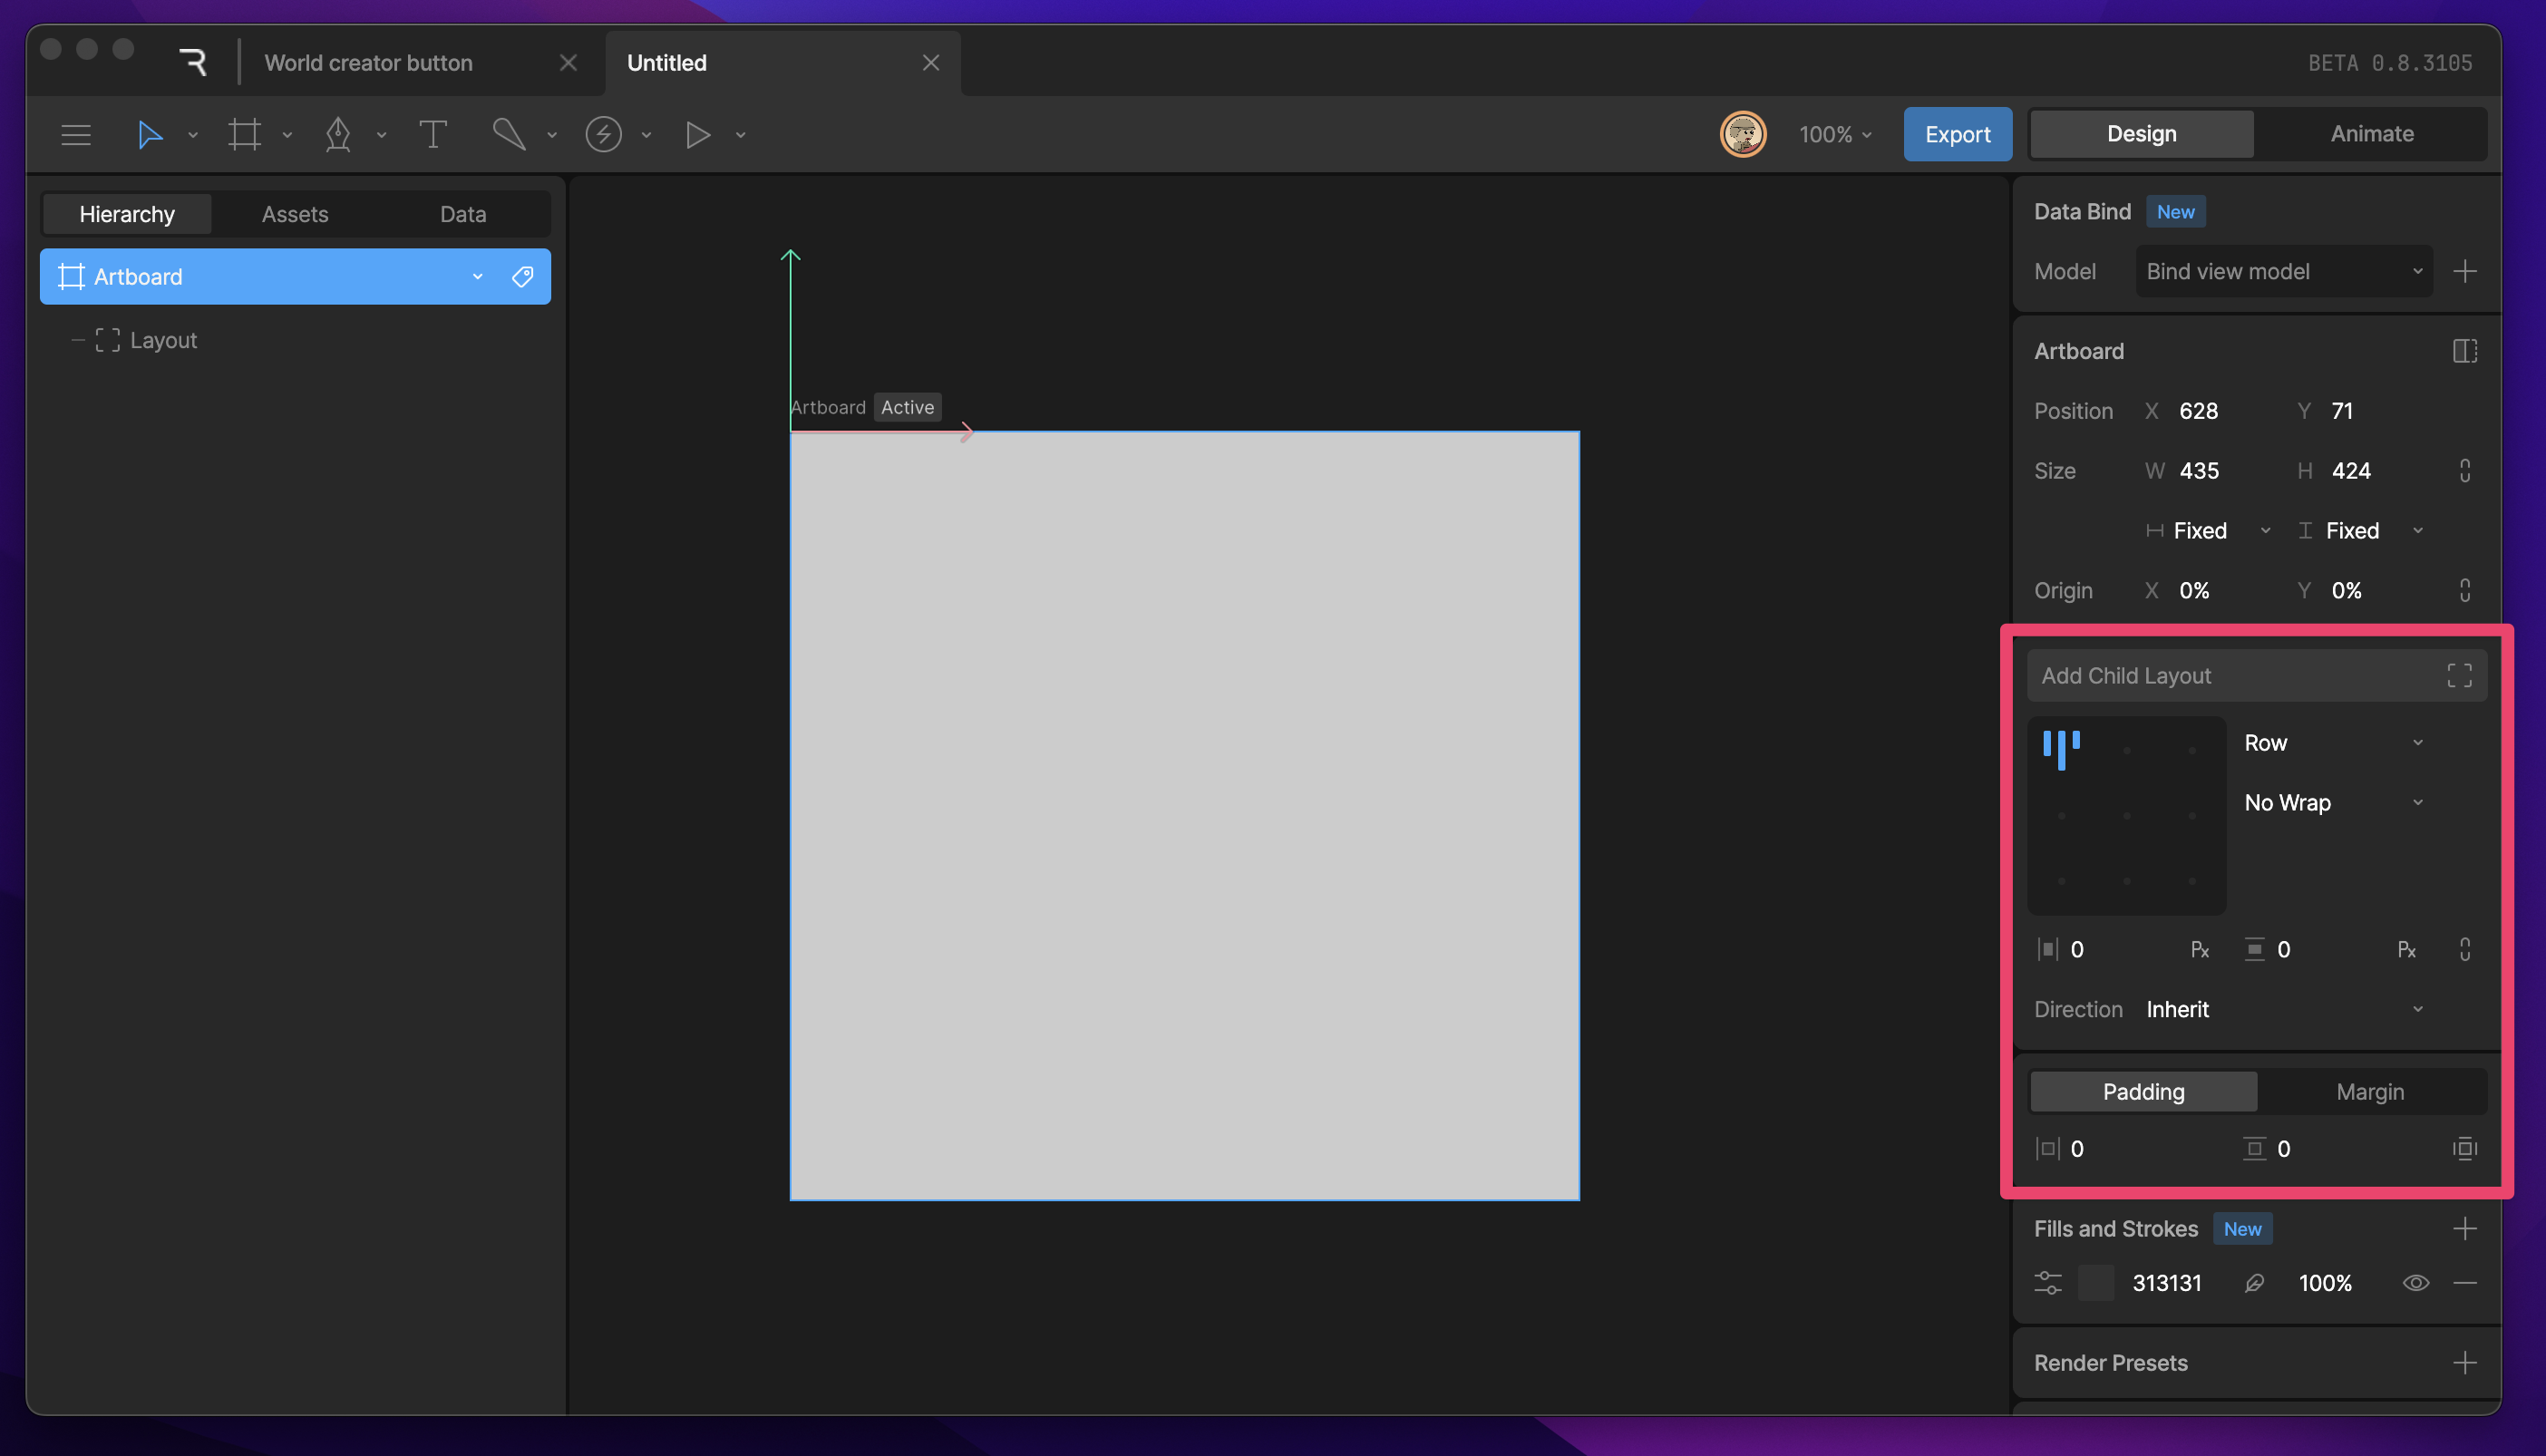 World creator button
Untitled
BETA 0.8.3105
100%
Export
Design
Animate
Hierarchy
Assets
Data
Artboard
Layout
Artboard Active
Data Bind New
Model Bind view model
Artboard
Position X 628 Y 71
Size W 435 H 424
Fixed Fixed
Origin X 0% Y 0%
Add Child Layout
Row
No Wrap
0 Px 0 Px
Direction Inherit
Padding Margin
0 0
Fills and Strokes New
313131 100%
Render Presets